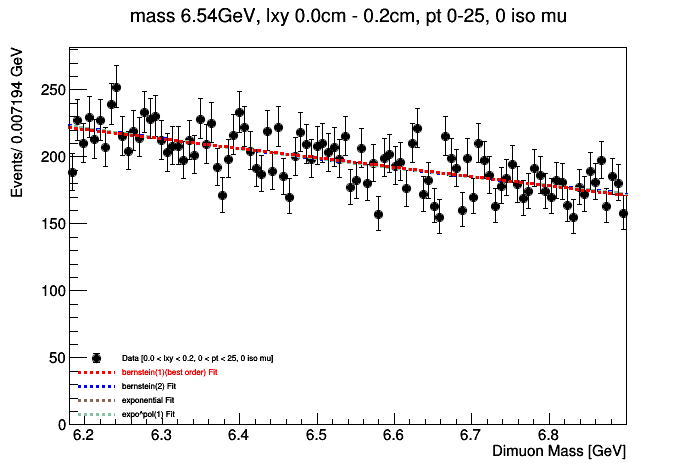 mass 6.54GeV, lxy 0.0cm - 0.2cm, pt 0-25, 0 iso mu
Events/ 0.007194 GeV
250
200
150
100
50
0
Data [0.0 < lxy < 0.2, 0 < pt < 25, 0 iso mu]
bernstein(1)(best order) Fit
bernstein(2) Fit
exponential Fit
expo*pol(1) Fit
6.2 6.3 6.4 6.5 6.6 6.7 6.8
Dimuon Mass [GeV]